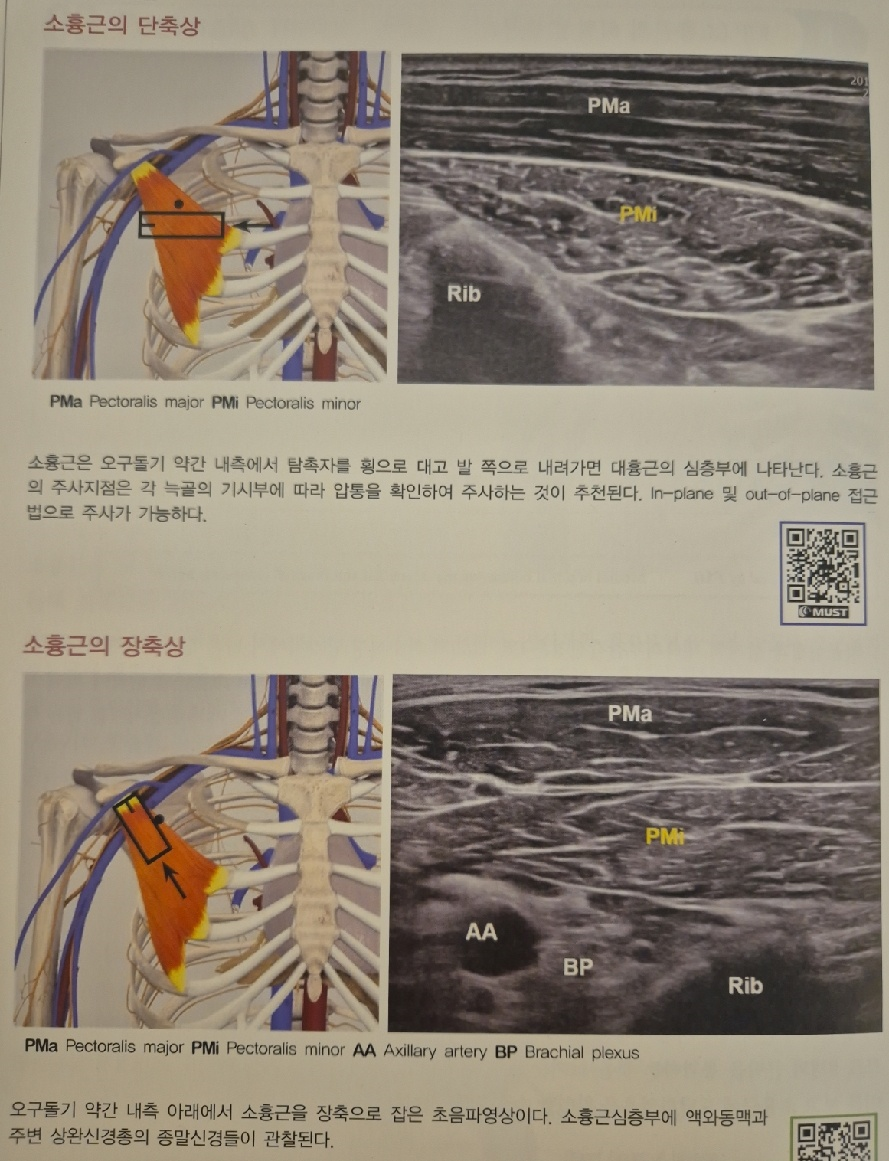 소흉근의 단축상
201
2
PMa
PMi
Rib
PMa Pectoralis major PMi Pectoralis minor
소흉근은 오구돌기 약간 내측에서 탐촉자를 횡으로 대고 발 쪽으로 내려가면 대흉근의 심층부에 나타난다. 소흉근
의 주사지점은 각 늑골의 기시부에 따라 압통을 확인하여 주사하는 것이 추천된다. In-plane 및 out-of-plane 접근
법으로 주사가 가능하다.
MUST
소흉근의 장축상
PMa
PMi
AA
BP
Rib
PMa Pectoralis major PMi Pectoralis minor AA Axillary artery BP Brachial plexus
오구돌기 약간 내측 아래에서 소흉근을 장축으로 잡은 초음파영상이다. 소흉근심층부에 액와동맥과
주변 상완신경총의 종말신경들이 관찰된다.